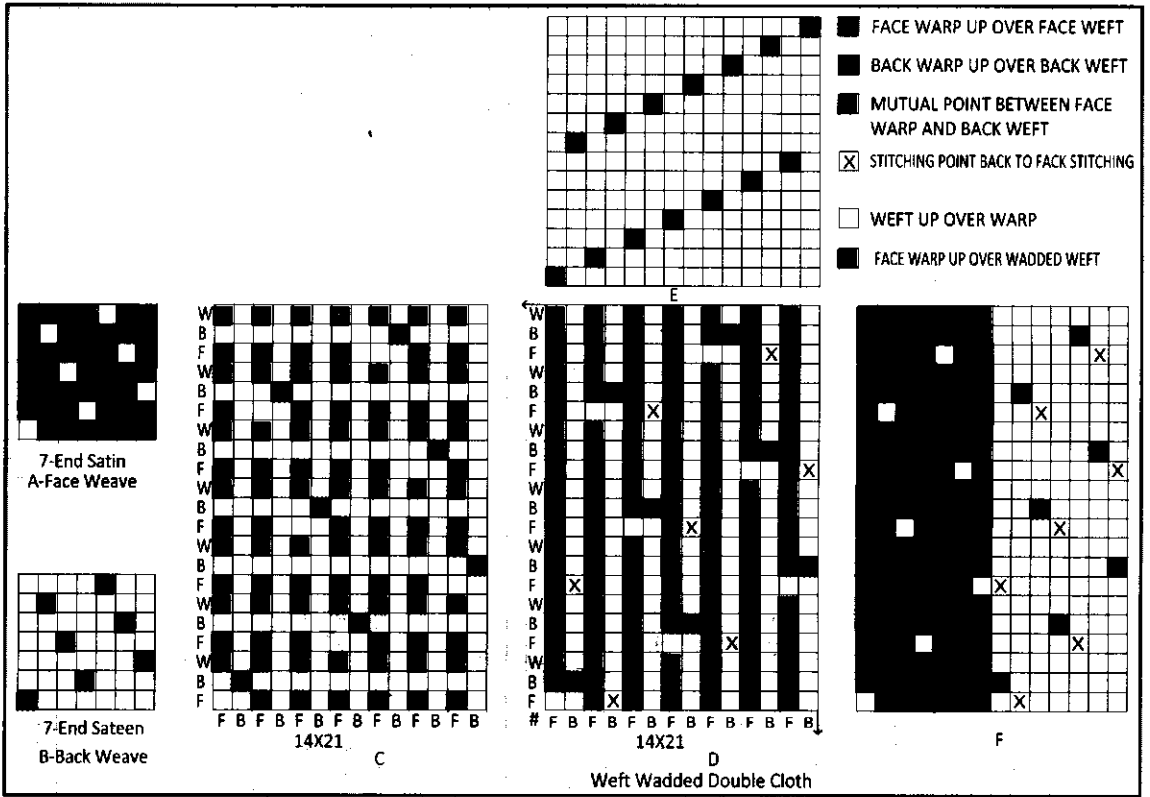 FACE WARP UP OVER FACE WEFT
BACK WARP UP OVER BACK WEFT
MUTUAL POINT BETWEEN FACE
WARP AND BACK WEFT
X STITCHING POINT BACK TO FACK STITCHING
WEFT UP OVER WARP
FACE WARP UP OVER WADDED WEFT
E
7-End Satin
A-Face Weave
7-End Sateen
B-Back Weave
W
B
F
W
B
F
W
B
F
W
B
F
W
B
F
W
B
F
W
B
F
F B F B F B F B F B F B F B
14X21
C
W
B
F X
W
B
F X
W
B
F X
W
B
F X
W
B
F X
W
B
F X
W
B
F X
# F B F B F B F B F B F B F B
14X21
D
Weft Wadded Double Cloth
X
X
X
X
X
X
X
F